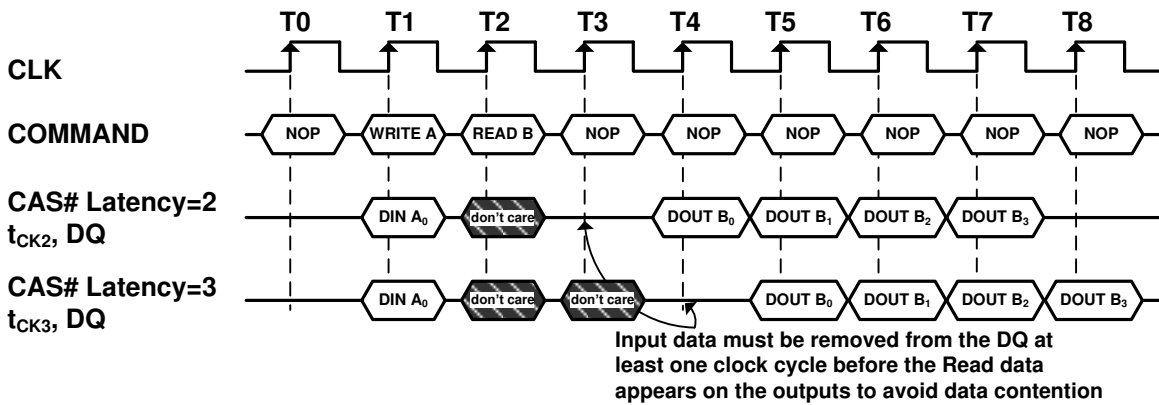 T0 T1 T2 T3 T4 T5 T6 T7 T8
CLK
COMMAND NOP WRITE A READ B NOP NOP NOP NOP NOP NOP
CAS# Latency=2
tCK2, DQ
DIN A0 don't care DOUT B0 DOUT B1 DOUT B2 DOUT B3
CAS# Latency=3
tCK3, DQ
DIN A0 don't care don't care DOUT B0 DOUT B1 DOUT B2 DOUT B3
Input data must be removed from the DQ at
least one clock cycle before the Read data
appears on the outputs to avoid data contention